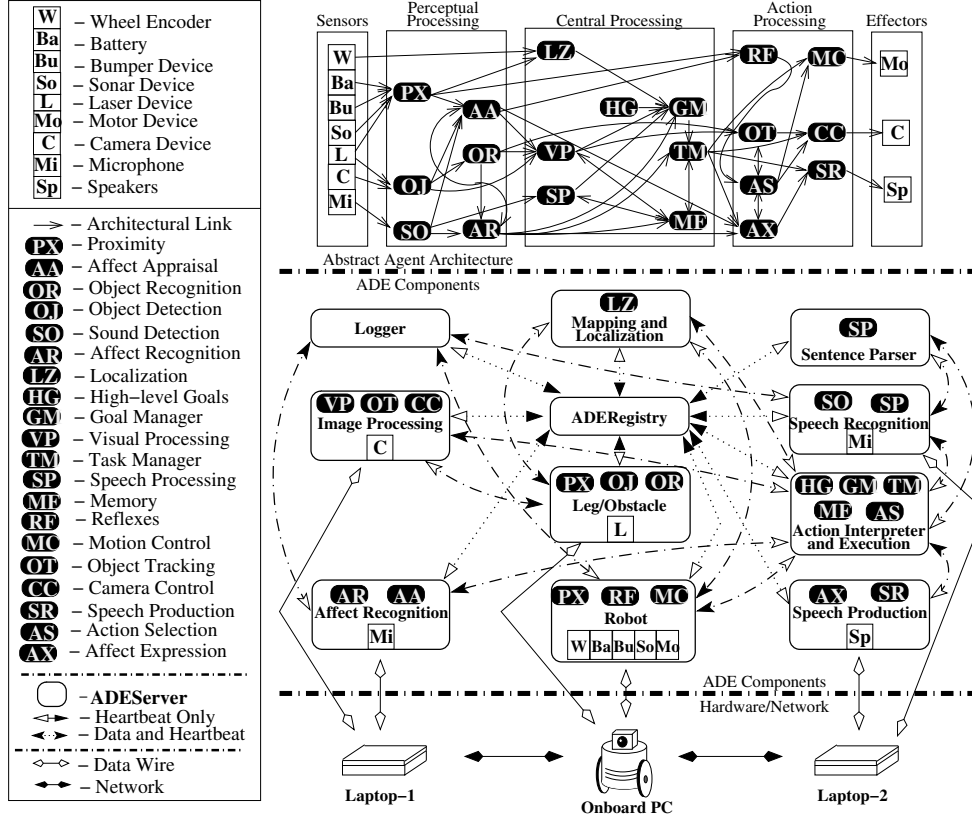 W – Wheel Encoder
Ba – Battery
Bu – Bumper Device
So – Sonar Device
L – Laser Device
Mo – Motor Device
C – Camera Device
Mi – Microphone
Sp – Speakers
– Architectural Link
PX – Proximity
AA – Affect Appraisal
OR – Object Recognition
OJ – Object Detection
SO – Sound Detection
AR – Affect Recognition
LZ – Localization
HG – High–level Goals
GM – Goal Manager
VP – Visual Processing
TM – Task Manager
SP – Speech Processing
MF – Memory
RF – Reflexes
MC – Motion Control
OT – Object Tracking
CC – Camera Control
SR – Speech Production
AS – Action Selection
AX – Affect Expression
– ADEServer
– Heartbeat Only
– Data and Heartbeat
– Data Wire
– Network
Sensors
Perceptual
Processing
Central Processing
Action
Processing
Effectors
W
Ba
Bu
So
L
C
Mi
PX
AA
OR
OJ
SO
AR
LZ
HG
GM
VP
TM
SP
MF
RF
MC
OT
CC
AS
SR
AX
Mo
C
Sp
Abstract Agent Architecture
ADE Components
Logger
LZ
Mapping and
Localization
SP
Sentence Parser
VP OT CC
Image Processing
C
ADERegistry
SO SP
Speech Recognition
Mi
PX OJ OR
Leg/Obstacle
L
HG GM TM
MF AS
Action Interpreter
and Execution
AR AA
Affect Recognition
Mi
PX RF MC
Robot
W Ba Bu So Mo
AX SR
Speech Production
Sp
ADE Components
Hardware/Network
Laptop–1
Onboard PC
Laptop–2